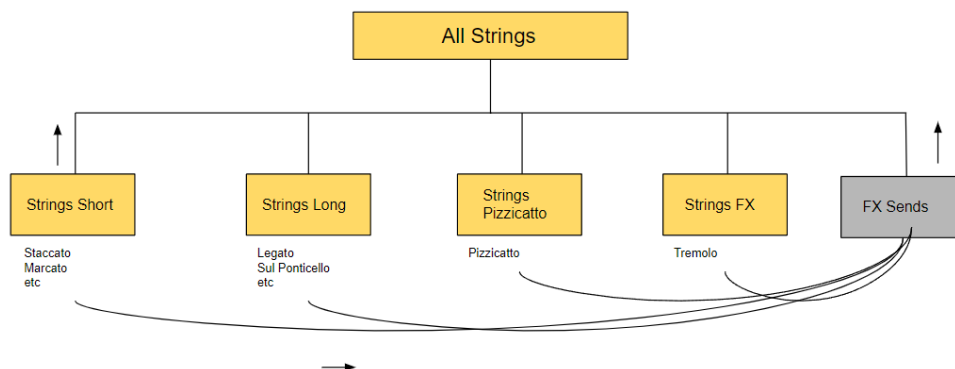 All Strings
Strings Short
Strings Long
Strings
Pizzicatto
Strings FX
FX Sends
Staccato
Marcato
etc
Legato
Sul Ponticello
etc
Pizzicatto
Tremolo